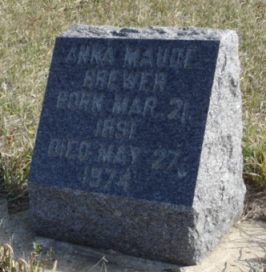 ANNA MAUDE
BREWER
BORN MAR. 21,
1891
DIED MAY 27,
1974